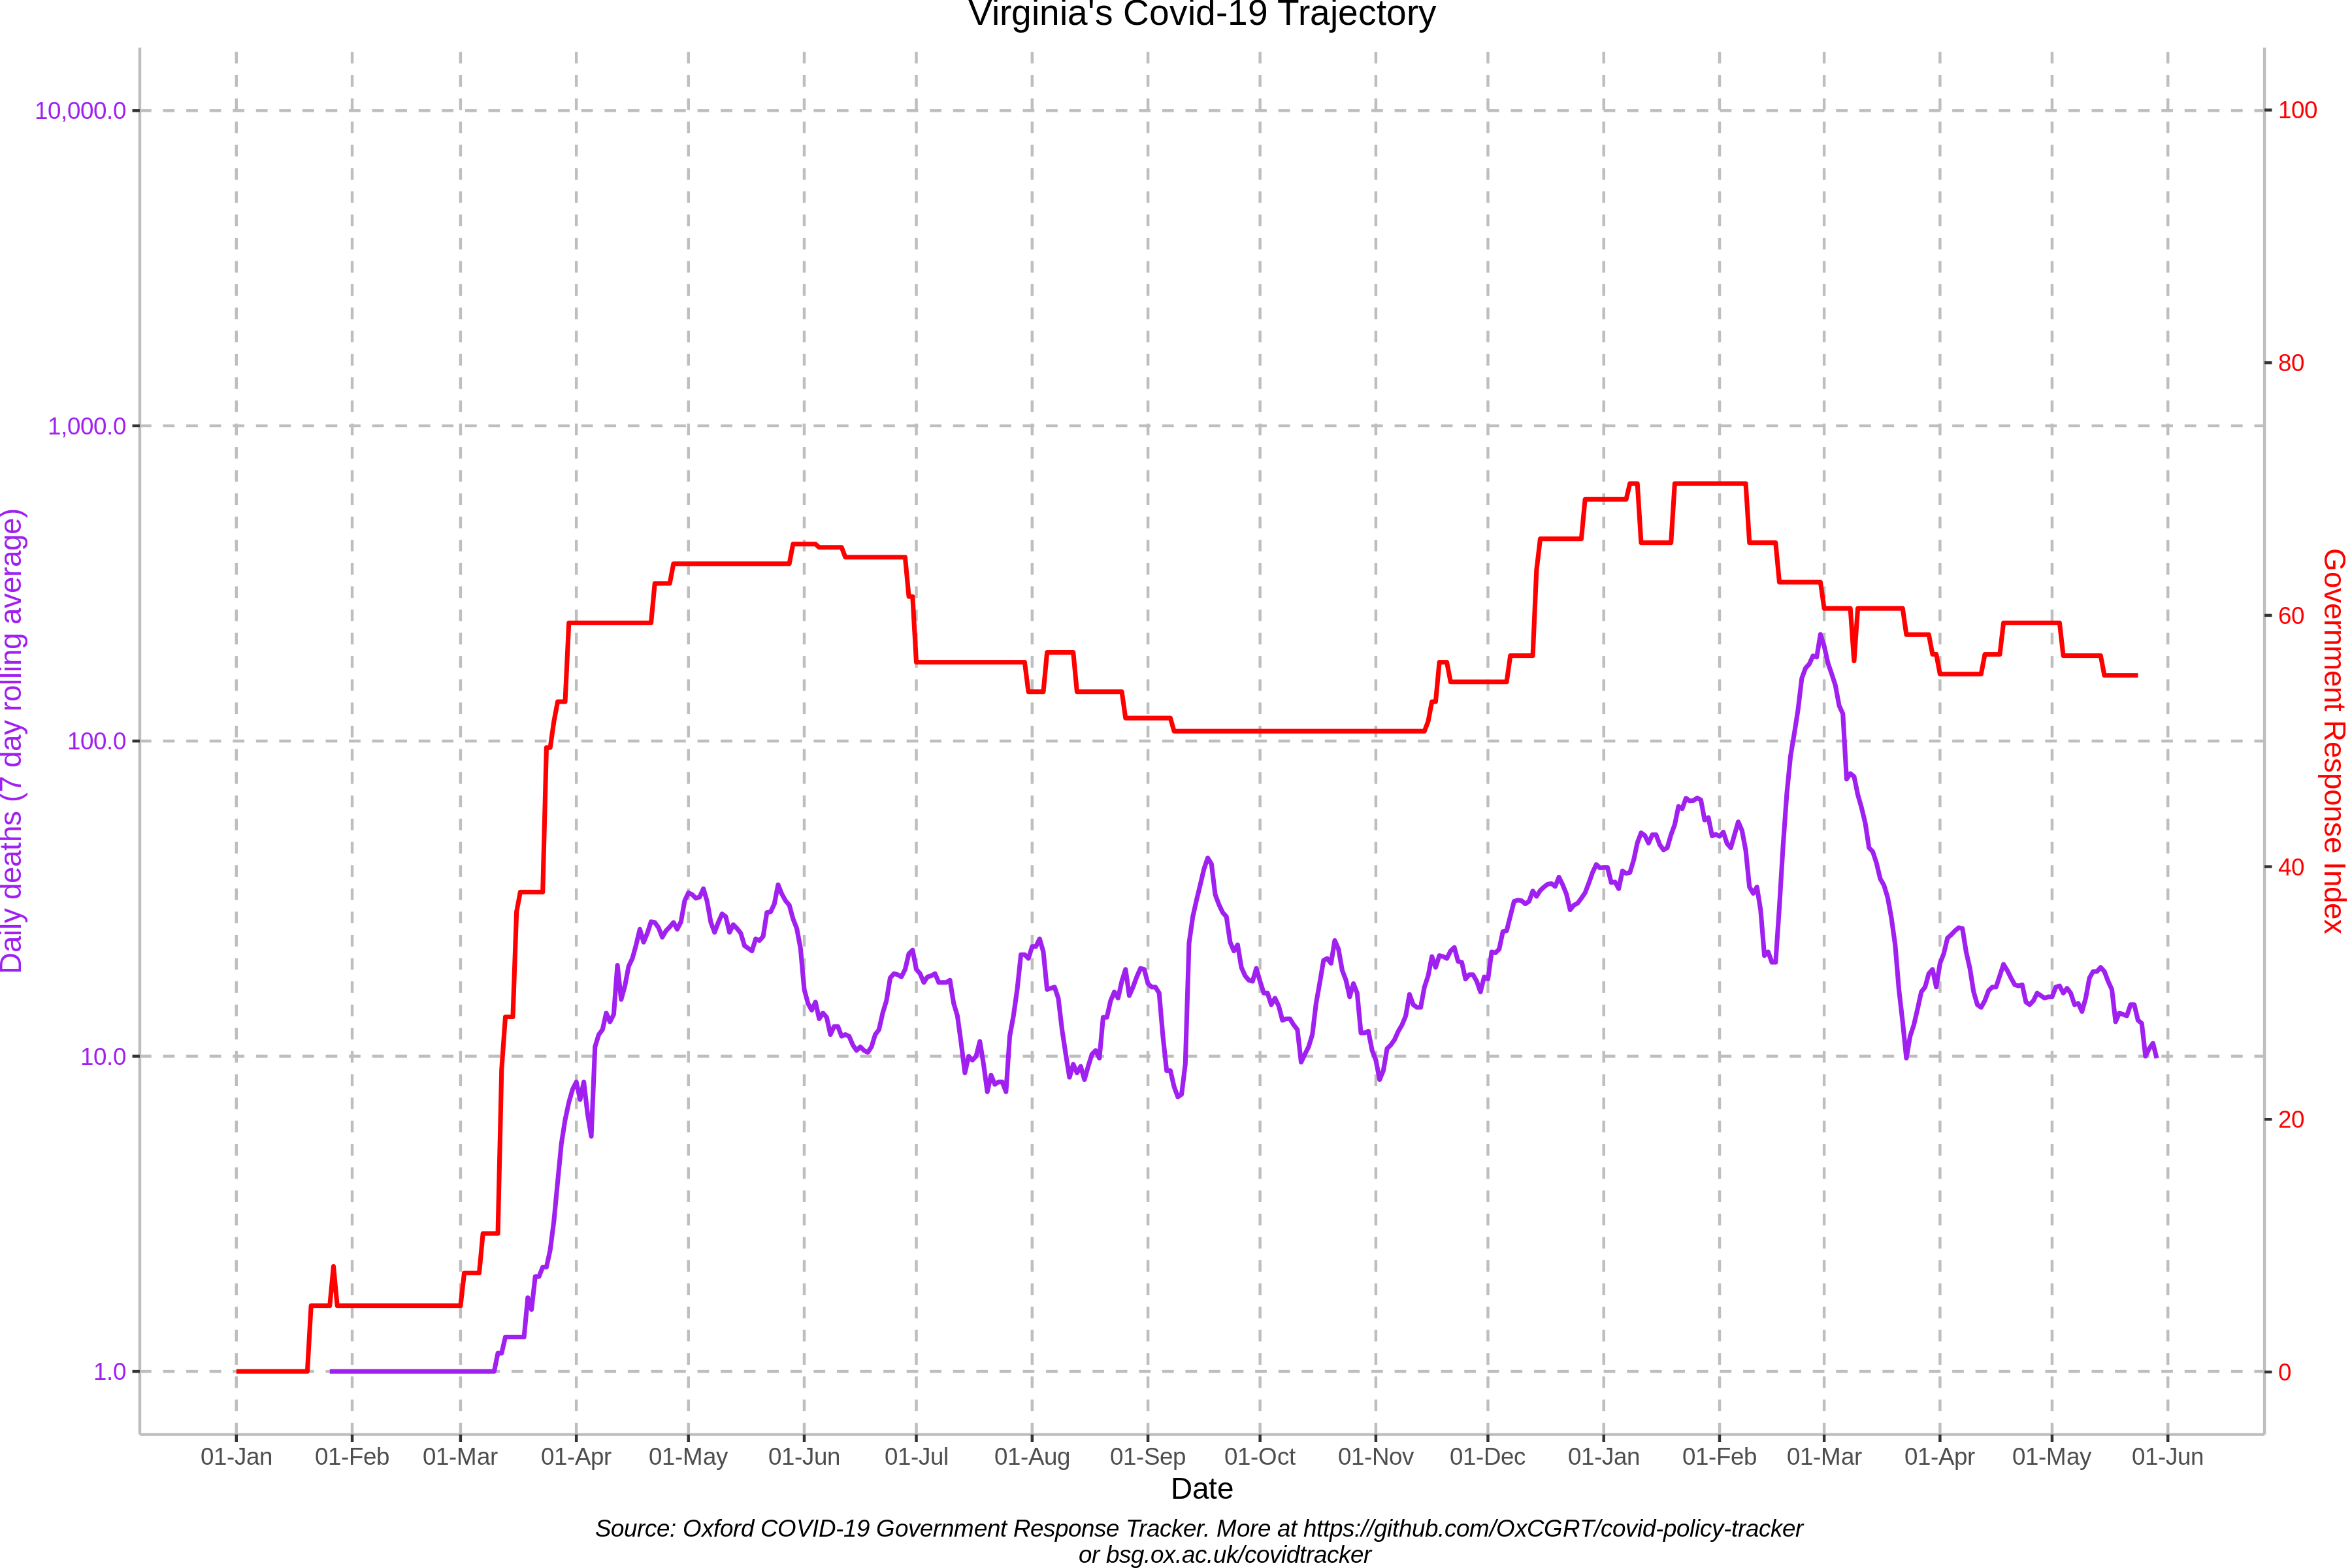 Virginia's Covid-19 Trajectory
10,000.0
1,000.0
100.0
10.0
1.0
Daily deaths (7 day rolling average)
100
80
60
40
20
0
Government Response Index
01-Jan 01-Feb 01-Mar 01-Apr 01-May 01-Jun 01-Jul 01-Aug 01-Sep 01-Oct 01-Nov 01-Dec 01-Jan 01-Feb 01-Mar 01-Apr 01-May 01-Jun
Date
Source: Oxford COVID-19 Government Response Tracker. More at https://github.com/OxCGRT/covid-policy-tracker
or bsg.ox.ac.uk/covidtracker